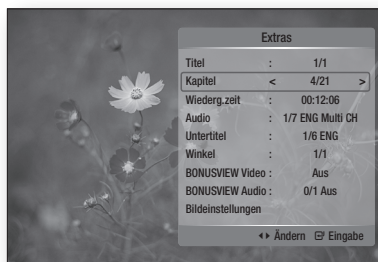 Extras
Titel : 1/1
Kapitel < 4/21 >
Wiederg.zeit : 00:12:06
Audio : 1/7 ENG Multi CH
Untertitel : 1/6 ENG
Winkel : 1/1
BONUSVIEW Video : Aus
BONUSVIEW Audio : 0/1 Aus
Bildeinstellungen
Ändern Eingabe